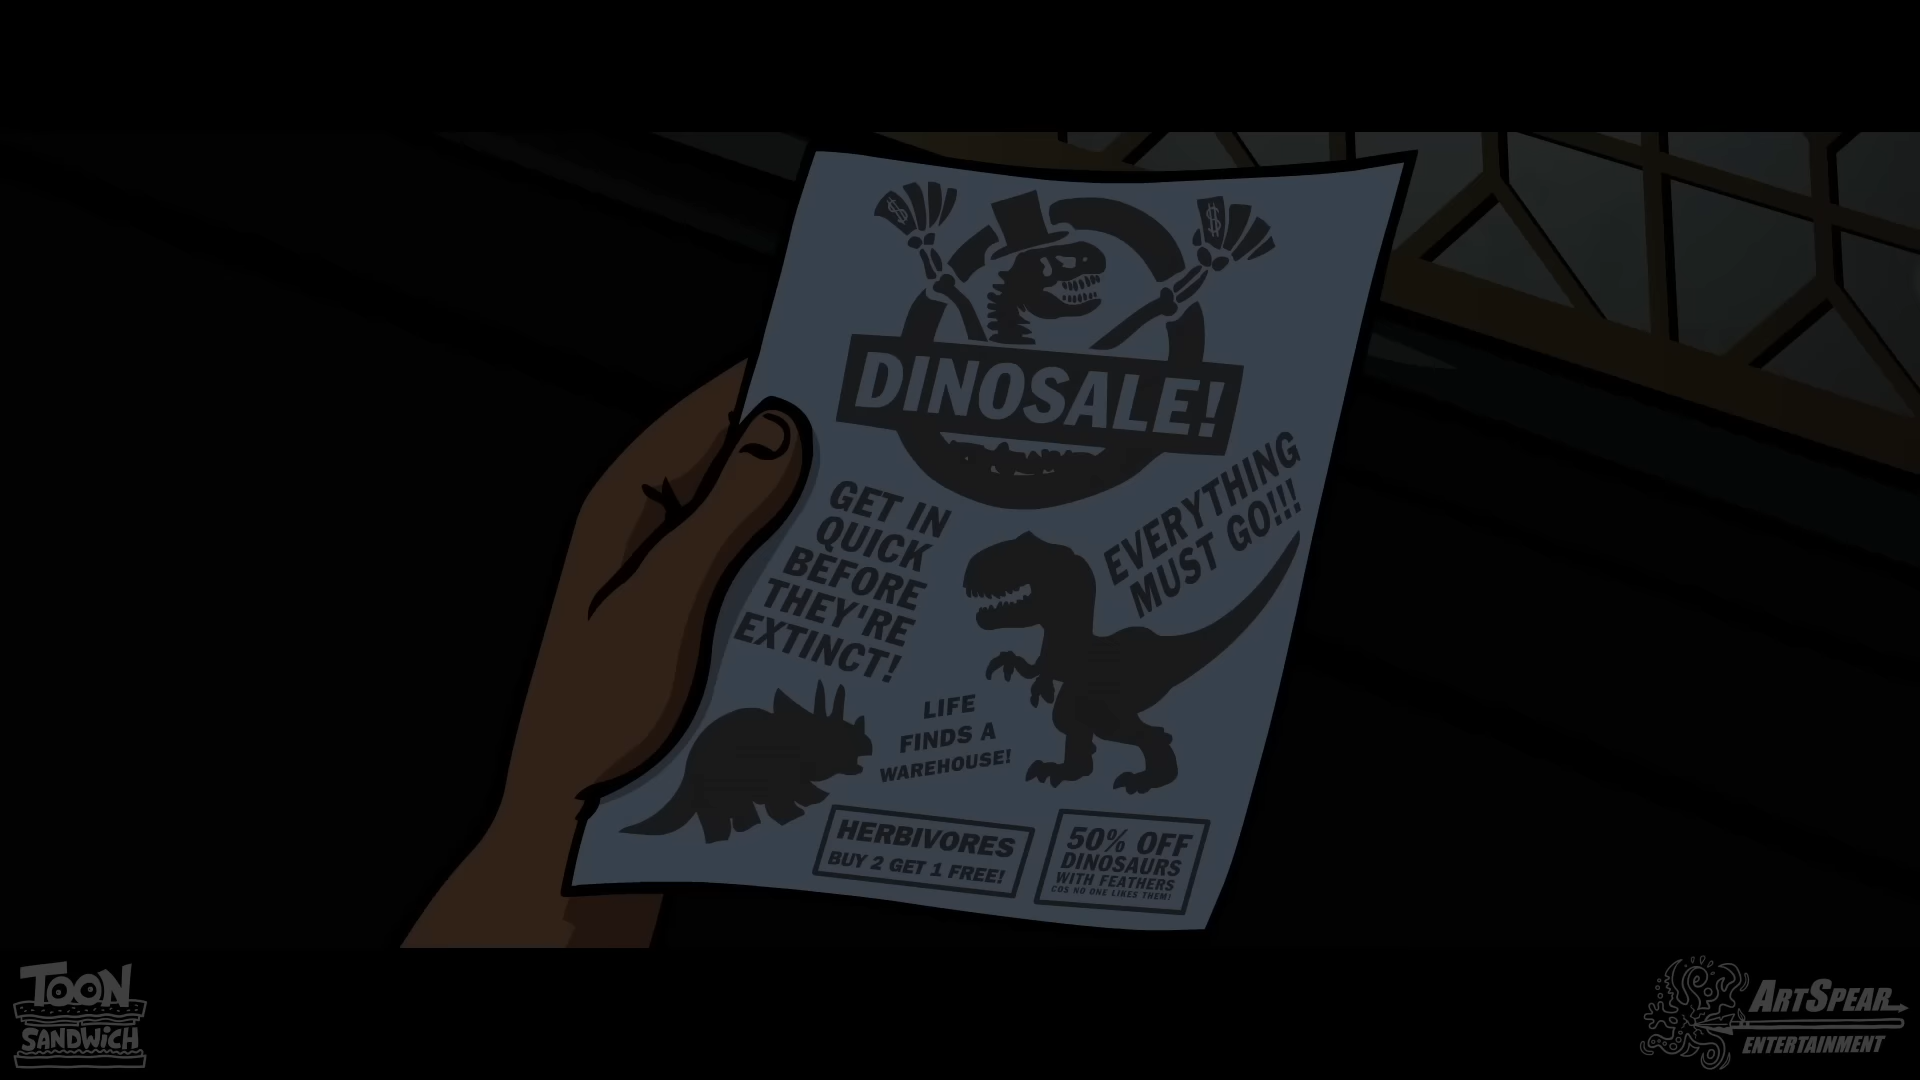 $
$
DINOSALE!
GET IN
QUICK
BEFORE
THEY'RE
EXTINCT!
EVERYTHING
MUST GO!!!
LIFE
FINDS A
WAREHOUSE!
HERBIVORES
BUY 2 GET 1 FREE!
50% OFF
DINOSAURS
WITH FEATHERS
COS NO ONE LIKES THEM!
TOON
SANDWICH
ARTSPEAR
ENTERTAINMENT